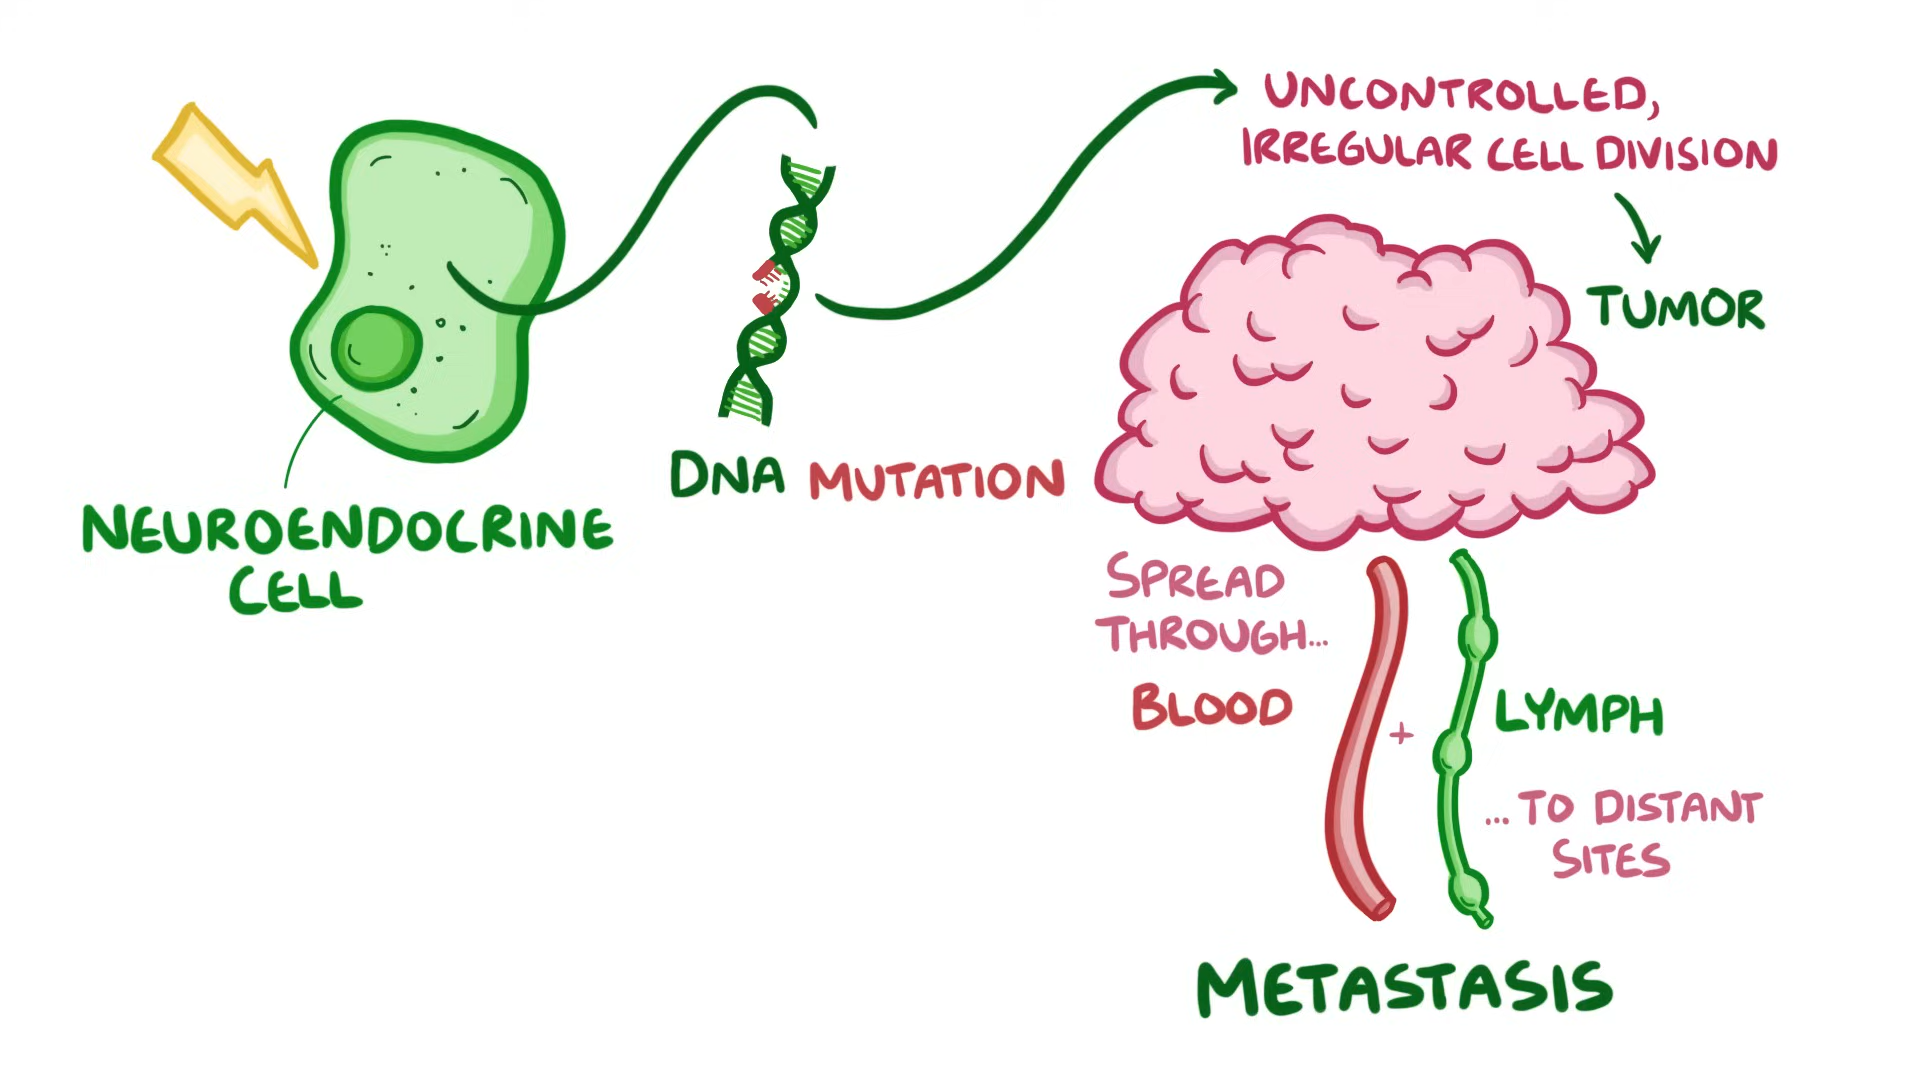 NEUROENDOCRINE
CELL
DNA MUTATION
UNCONTROLLED,
IRREGULAR CELL DIVISION
TUMOR
SPREAD
THROUGH...
BLOOD
+
LYMPH
... TO DISTANT
SITES
METASTASIS